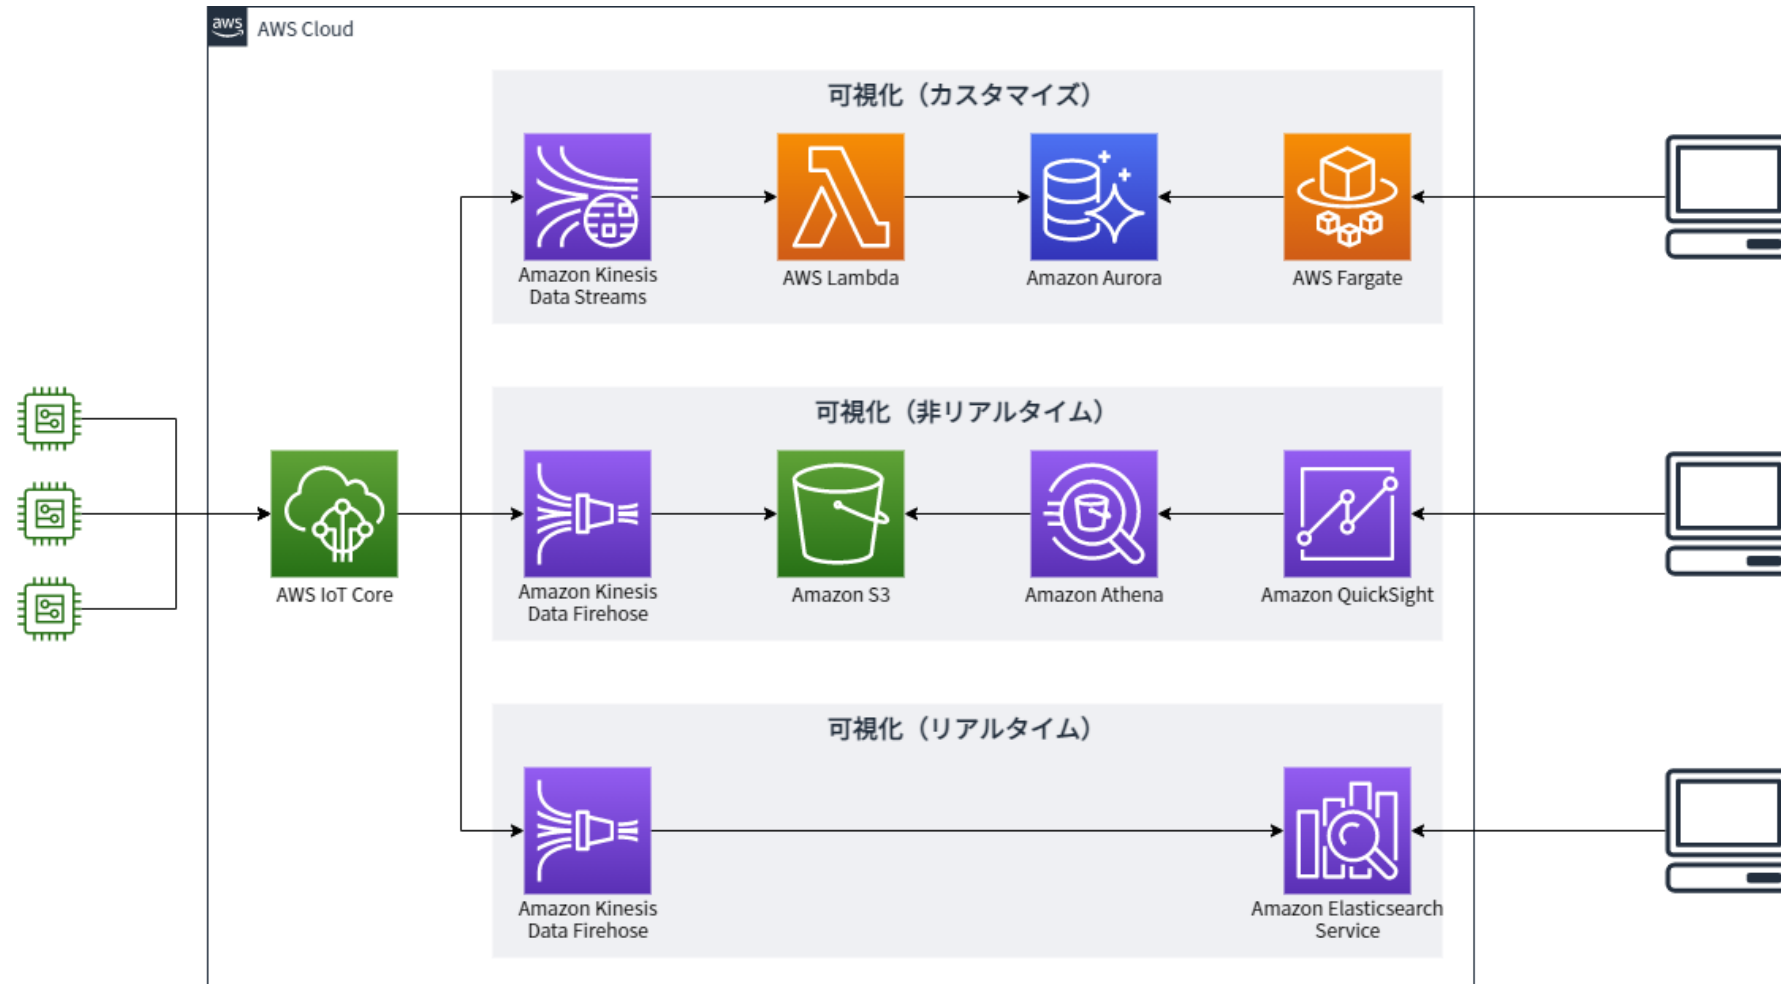 aws
AWS Cloud
可視化（カスタマイズ）
Amazon Kinesis
Data Streams
AWS Lambda
Amazon Aurora
AWS Fargate
可視化（非リアルタイム）
AWS IoT Core
Amazon Kinesis
Data Firehose
Amazon S3
Amazon Athena
Amazon QuickSight
可視化（リアルタイム）
Amazon Kinesis
Data Firehose
Amazon Elasticsearch
Service